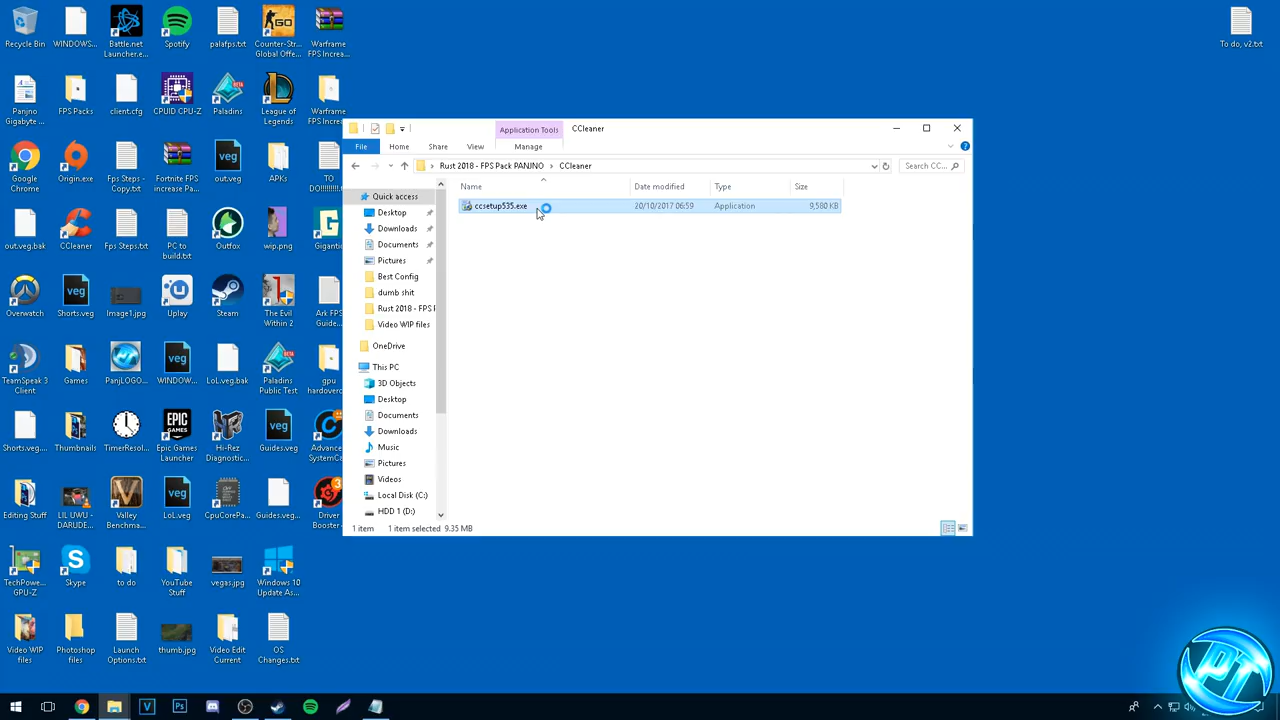 Recycle Bin
WINDOWS...
Battle.net Launcher.e...
Spotify
palafps.txt
Counter-Str... Global Offe...
Warframe FPS Increa...
To do, v2.txt
Panjno Gigabyte ...
FPS Packs
client.cfg
CPUID CPU-Z
Paladins
League of Legends
Warframe FPS Increa...
Application Tools
CCleaner
File
Home
Share
View
Manage
Rust 2018 - FPS Pack PANJNO
CCleaner
Search CC...
Google Chrome
Origin.exe
Fps Steps - Copy.txt
Fortnite FPS increase Pa...
out.veg
APKs
TO DO!!!!!!!!.t...
Quick access
Name
Date modified
Type
Size
Desktop
ccsetup535.exe
20/10/2017 06:59
Application
9,580 KB
Downloads
Documents
Pictures
Best Config
dumb shit
Rust 2018 - FPS P
Video WIP files
OneDrive
This PC
3D Objects
Desktop
Documents
Downloads
Music
Pictures
Videos
Local Disk (C:)
HDD 1 (D:)
1 item
1 item selected
9.35 MB
out.veg.bak
CCleaner
Fps Steps.txt
PC to build.txt
Outfox
wip.png
Gigantic
Overwatch
Shorts.veg
Image1.jpg
Uplay
Steam
The Evil Within 2
Ark FPS Guide...
TeamSpeak 3 Client
Games
PanjLOGO...
WINDOW...
LoL.veg.bak
Paladins Public Test
gpu hardoverc...
Shorts.veg....
Thumbnails
TimerResol...
Epic Games Launcher
Hi-Rez Diagnostic...
Guides.veg
Advance SystemCa...
Editing Stuff
LIL UWU - DARUDE...
Valley Benchma...
LoL.veg
CpuCorePa...
Guides.veg...
Driver Booster...
TechPowe... GPU-Z
Skype
to do
YouTube Stuff
vegas.jpg
Windows 10 Update As...
Video WIP files
Photoshop files
Launch Options.txt
thumb.jpg
Video Edit Current
OS Changes.txt